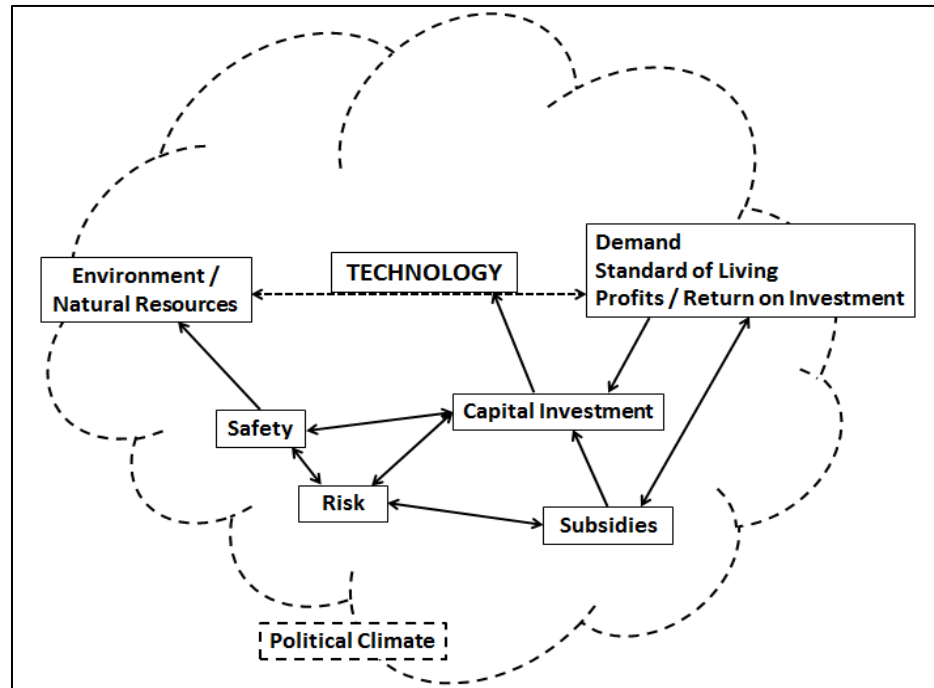 Demand
Standard of Living
Profits / Return on Investment
Environment /
Natural Resources
TECHNOLOGY
Capital Investment
Safety
Risk
Subsidies
Political Climate